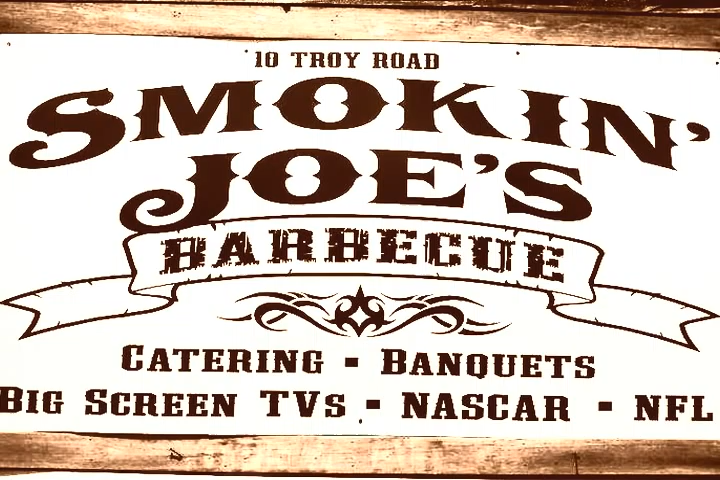 10 TROY ROAD
SMOKIN'
JOE'S
BARBECUE
CATERING - BANQUETS
BIG SCREEN TVS - NASCAR - NFL